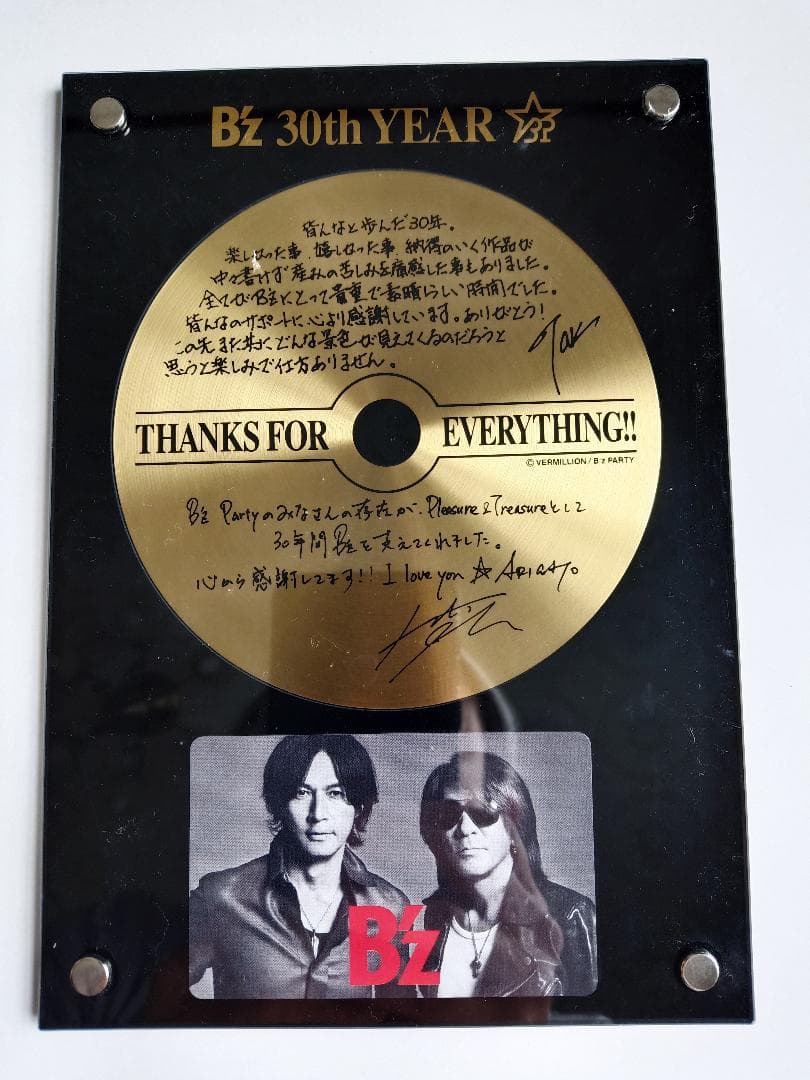 B'z 30th YEAR BP
皆んなと歩んだ30年。
楽しかった事、嬉しかった事、納得のいく作品が
中々書けず産みの苦しみを痛感した事もありました。
全てがB'zにとって貴重で素晴らしい時間でした。
皆んなのサポートに心より感謝しています。ありがとう!
この先また共にどんな景色が見えてくるのだろうと
思うと楽しみで仕方ありません。
Tak
THANKS FOR EVERYTHING!!
© VERMILLION / B'z PARTY
B'z Partyのみなさんの存在が、Pleasure & Treasureとして
30年間B'zを支えてくれました。
心から感謝してます!! I love you ☆ ARIGATO
B'z